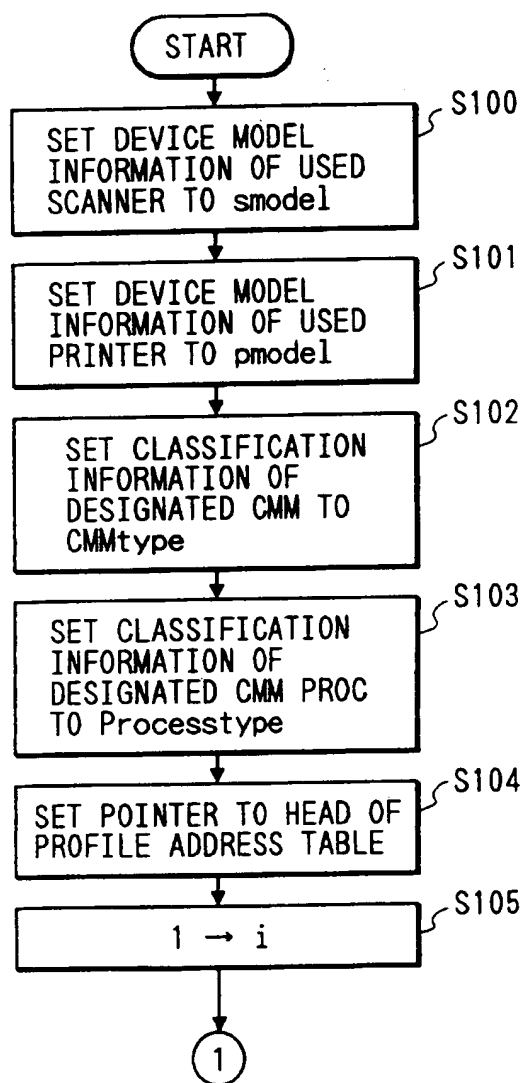 START
S100
SET DEVICE MODEL
INFORMATION OF USED
SCANNER TO smodel
S101
SET DEVICE MODEL
INFORMATION OF USED
PRINTER TO pmodel
S102
SET CLASSIFICATION
INFORMATION OF
DESIGNATED CMM TO
CMMtype
S103
SET CLASSIFICATION
INFORMATION OF
DESIGNATED CMM PROC
TO Processtype
S104
SET POINTER TO HEAD OF
PROFILE ADDRESS TABLE
S105
1 → i
1